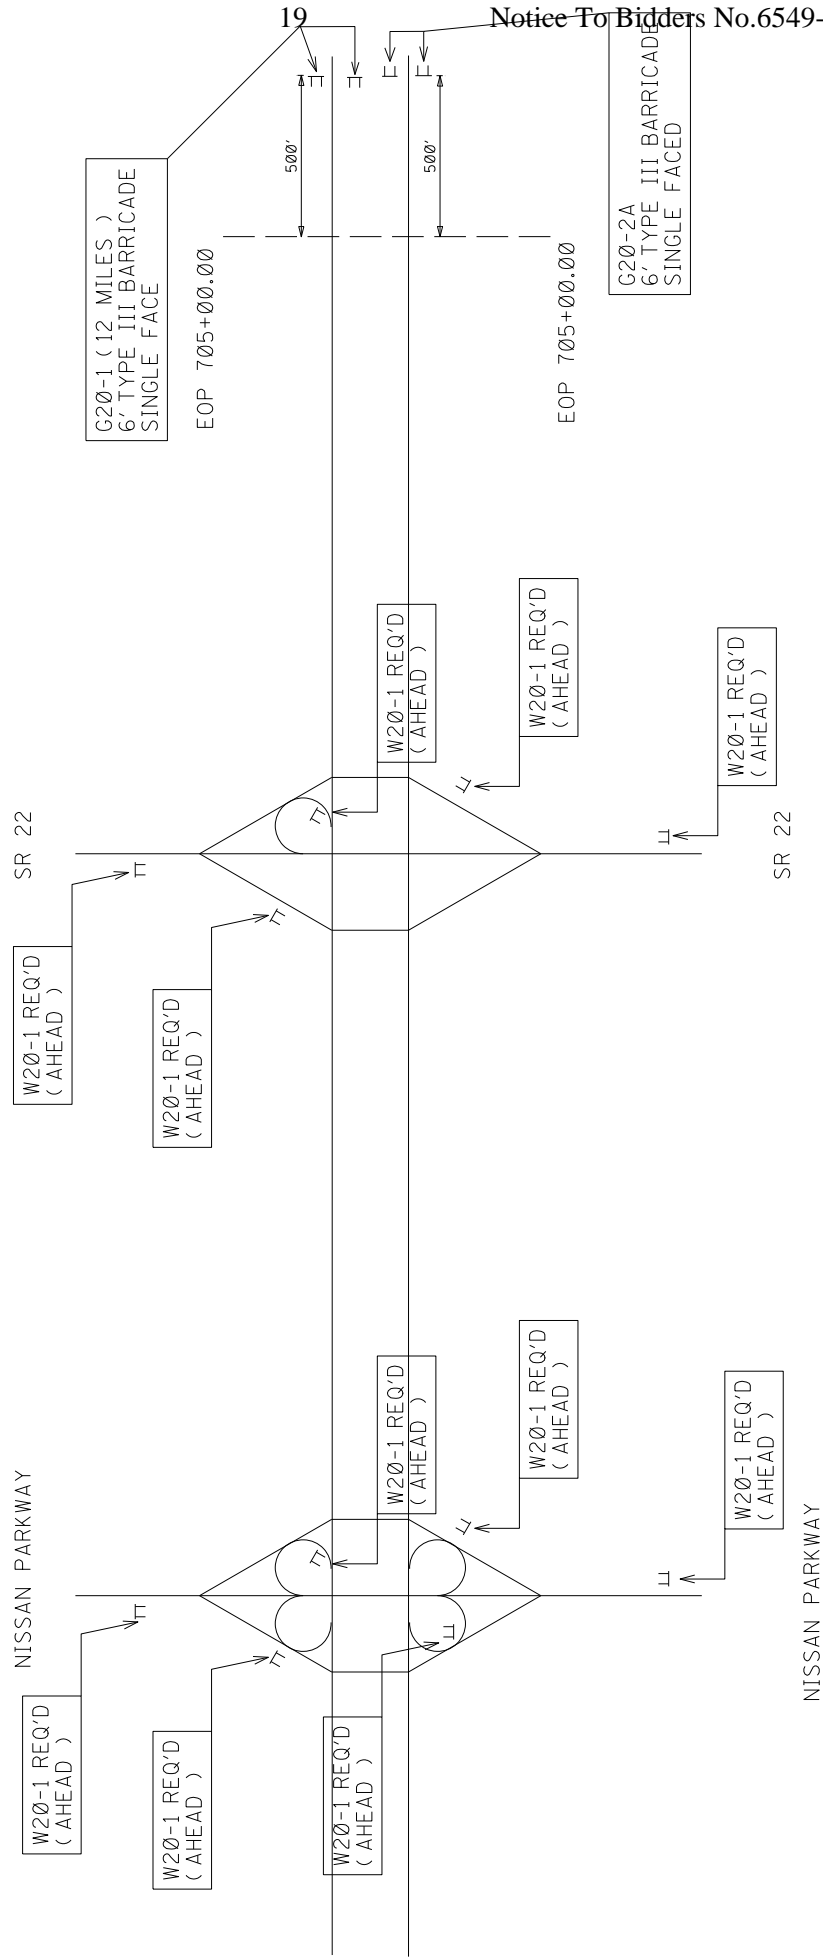 19
Notice To Bidders No.6549-
G20-1 ( 12 MILES )
6' TYPE III BARRICADE
SINGLE FACE
500'
500'
G20-2A
6' TYPE III BARRICADE
SINGLE FACED
EOP 705+00.00
EOP 705+00.00
SR 22
W20-1 REQ'D
( AHEAD )
W20-1 REQ'D
( AHEAD )
W20-1 REQ'D
( AHEAD )
W20-1 REQ'D
( AHEAD )
W20-1 REQ'D
( AHEAD )
SR 22
NISSAN PARKWAY
W20-1 REQ'D
( AHEAD )
W20-1 REQ'D
( AHEAD )
W20-1 REQ'D
( AHEAD )
W20-1 REQ'D
( AHEAD )
W20-1 REQ'D
( AHEAD )
W20-1 REQ'D
( AHEAD )
NISSAN PARKWAY